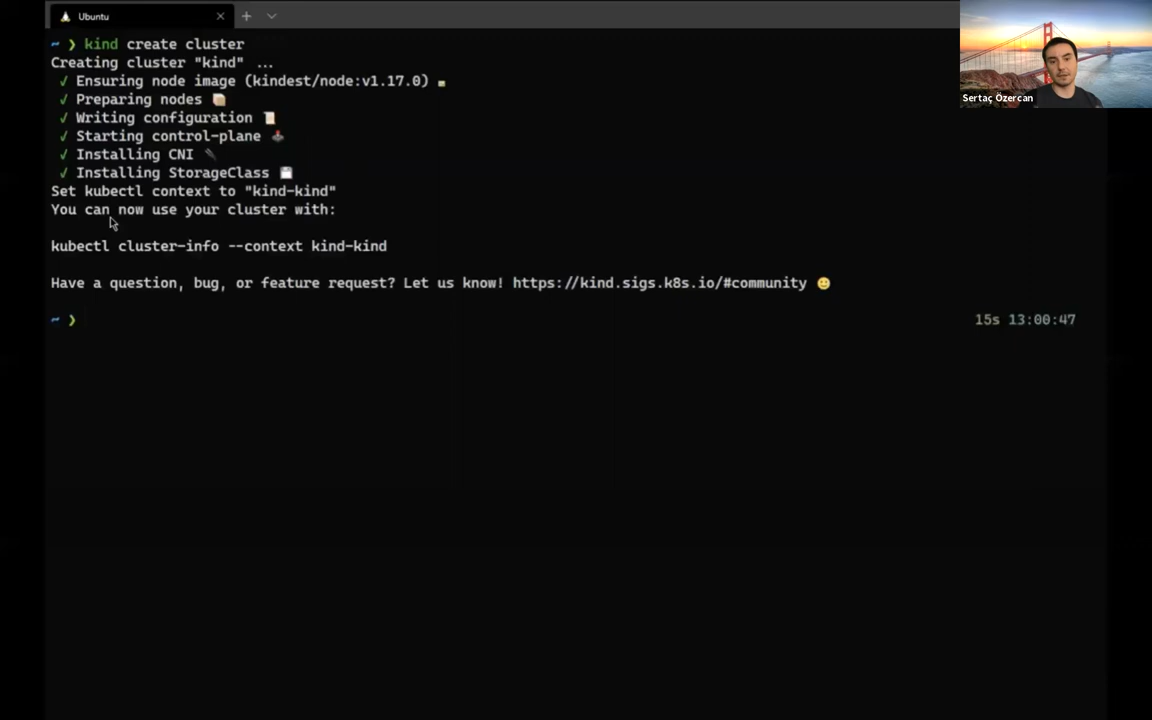 Ubuntu
~ ❯ kind create cluster
Creating cluster "kind" ...
✓ Ensuring node image (kindest/node:v1.17.0) 🖼
✓ Preparing nodes 📦
✓ Writing configuration 📜
✓ Starting control-plane 🕹️
✓ Installing CNI 🔌
✓ Installing StorageClass 💾
Set kubectl context to "kind-kind"
You can now use your cluster with:
kubectl cluster-info --context kind-kind
Have a question, bug, or feature request? Let us know! https://kind.sigs.k8s.io/#community 🙂
~ ❯ 15s 13:00:47
Sertaç Özercan